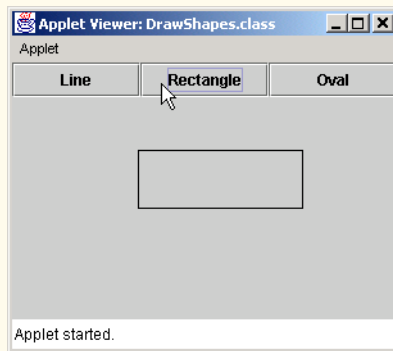 Applet Viewer: DrawShapes.class
Applet
Line Rectangle Oval
Applet started.